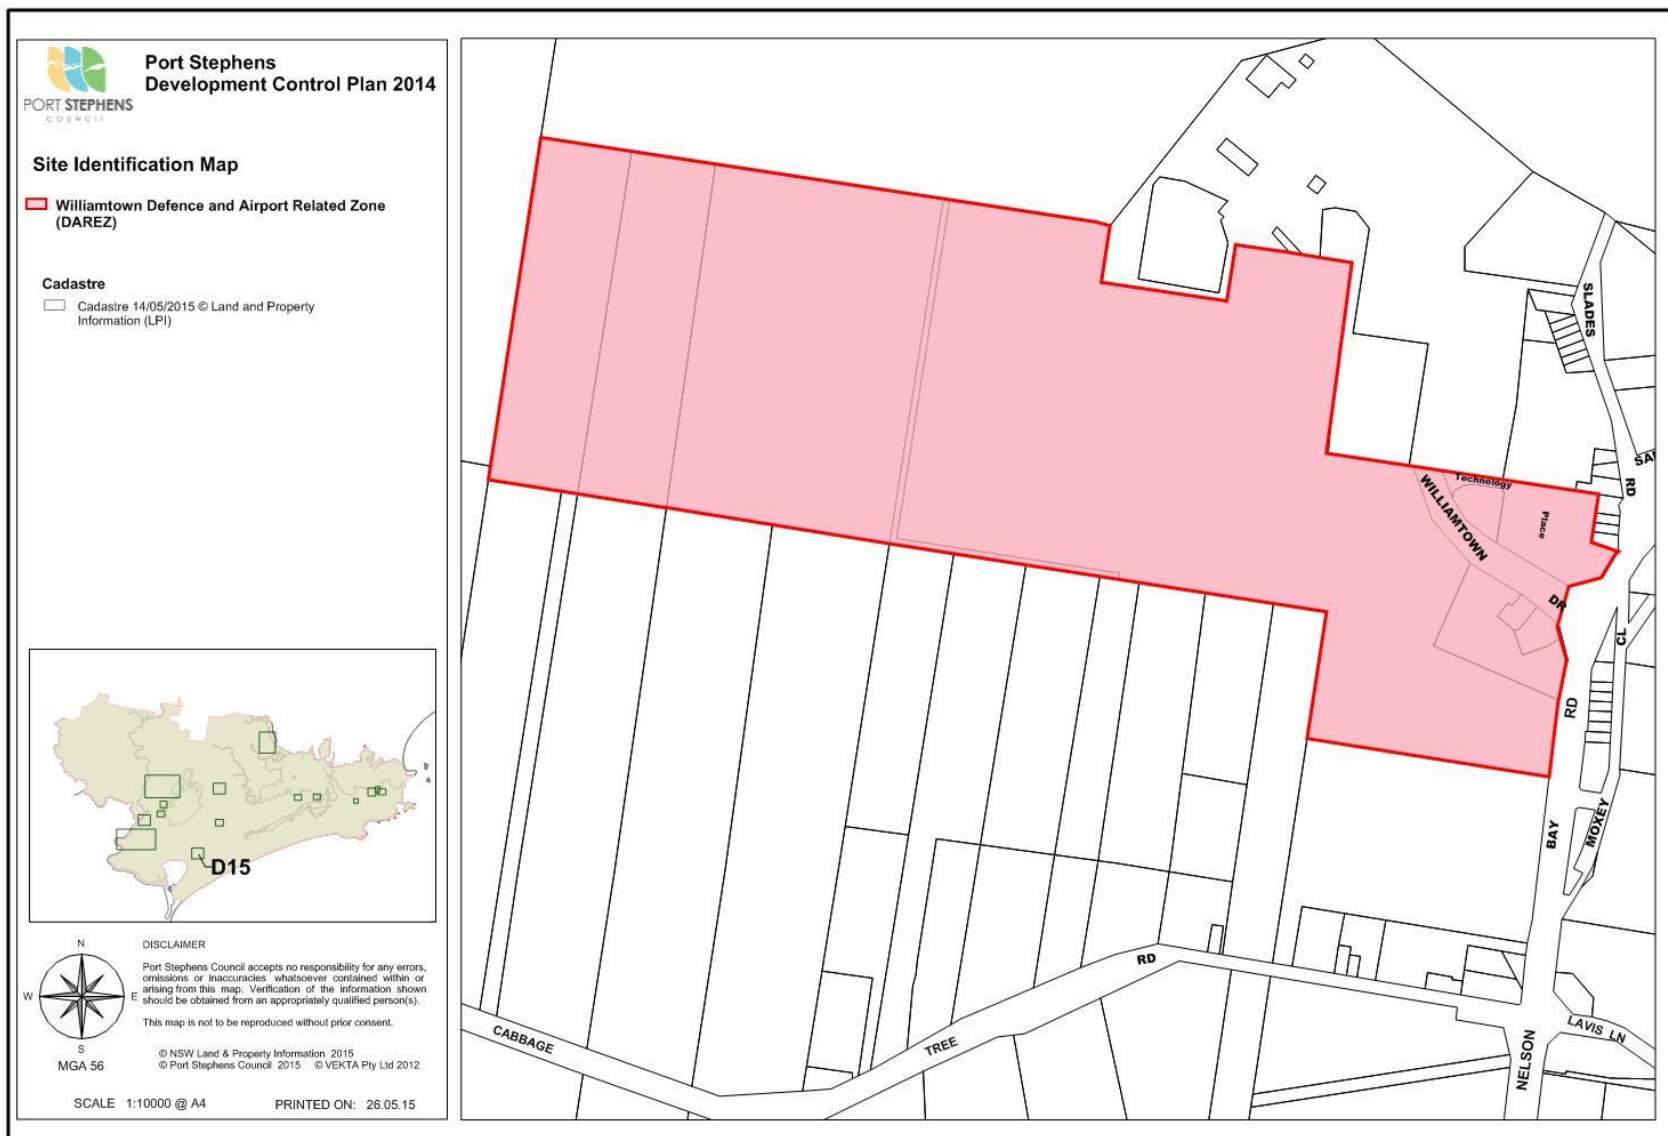 PORT STEPHENS
COUNCIL
Port Stephens
Development Control Plan 2014
Site Identification Map
Williamtown Defence and Airport Related Zone
(DAREZ)
Cadastre
Cadastre 14/05/2015 © Land and Property
Information (LPI)
D15
N
W
E
S
MGA 56
DISCLAIMER
Port Stephens Council accepts no responsibility for any errors,
omissions or inaccuracies whatsoever contained within or
arising from this map. Verification of the information shown
should be obtained from an appropriately qualified person(s).
This map is not to be reproduced without prior consent.
© NSW Land & Property Information 2015
© Port Stephens Council 2015 © VEKTA Pty Ltd 2012
SCALE 1:10000 @ A4
PRINTED ON: 26.05.15
SLADES
RD
SAL
Technology
Place
WILLIAMTOWN
DR
CL
MOXEY
RD
BAY
NELSON
LAVIS LN
RD
TREE
CABBAGE